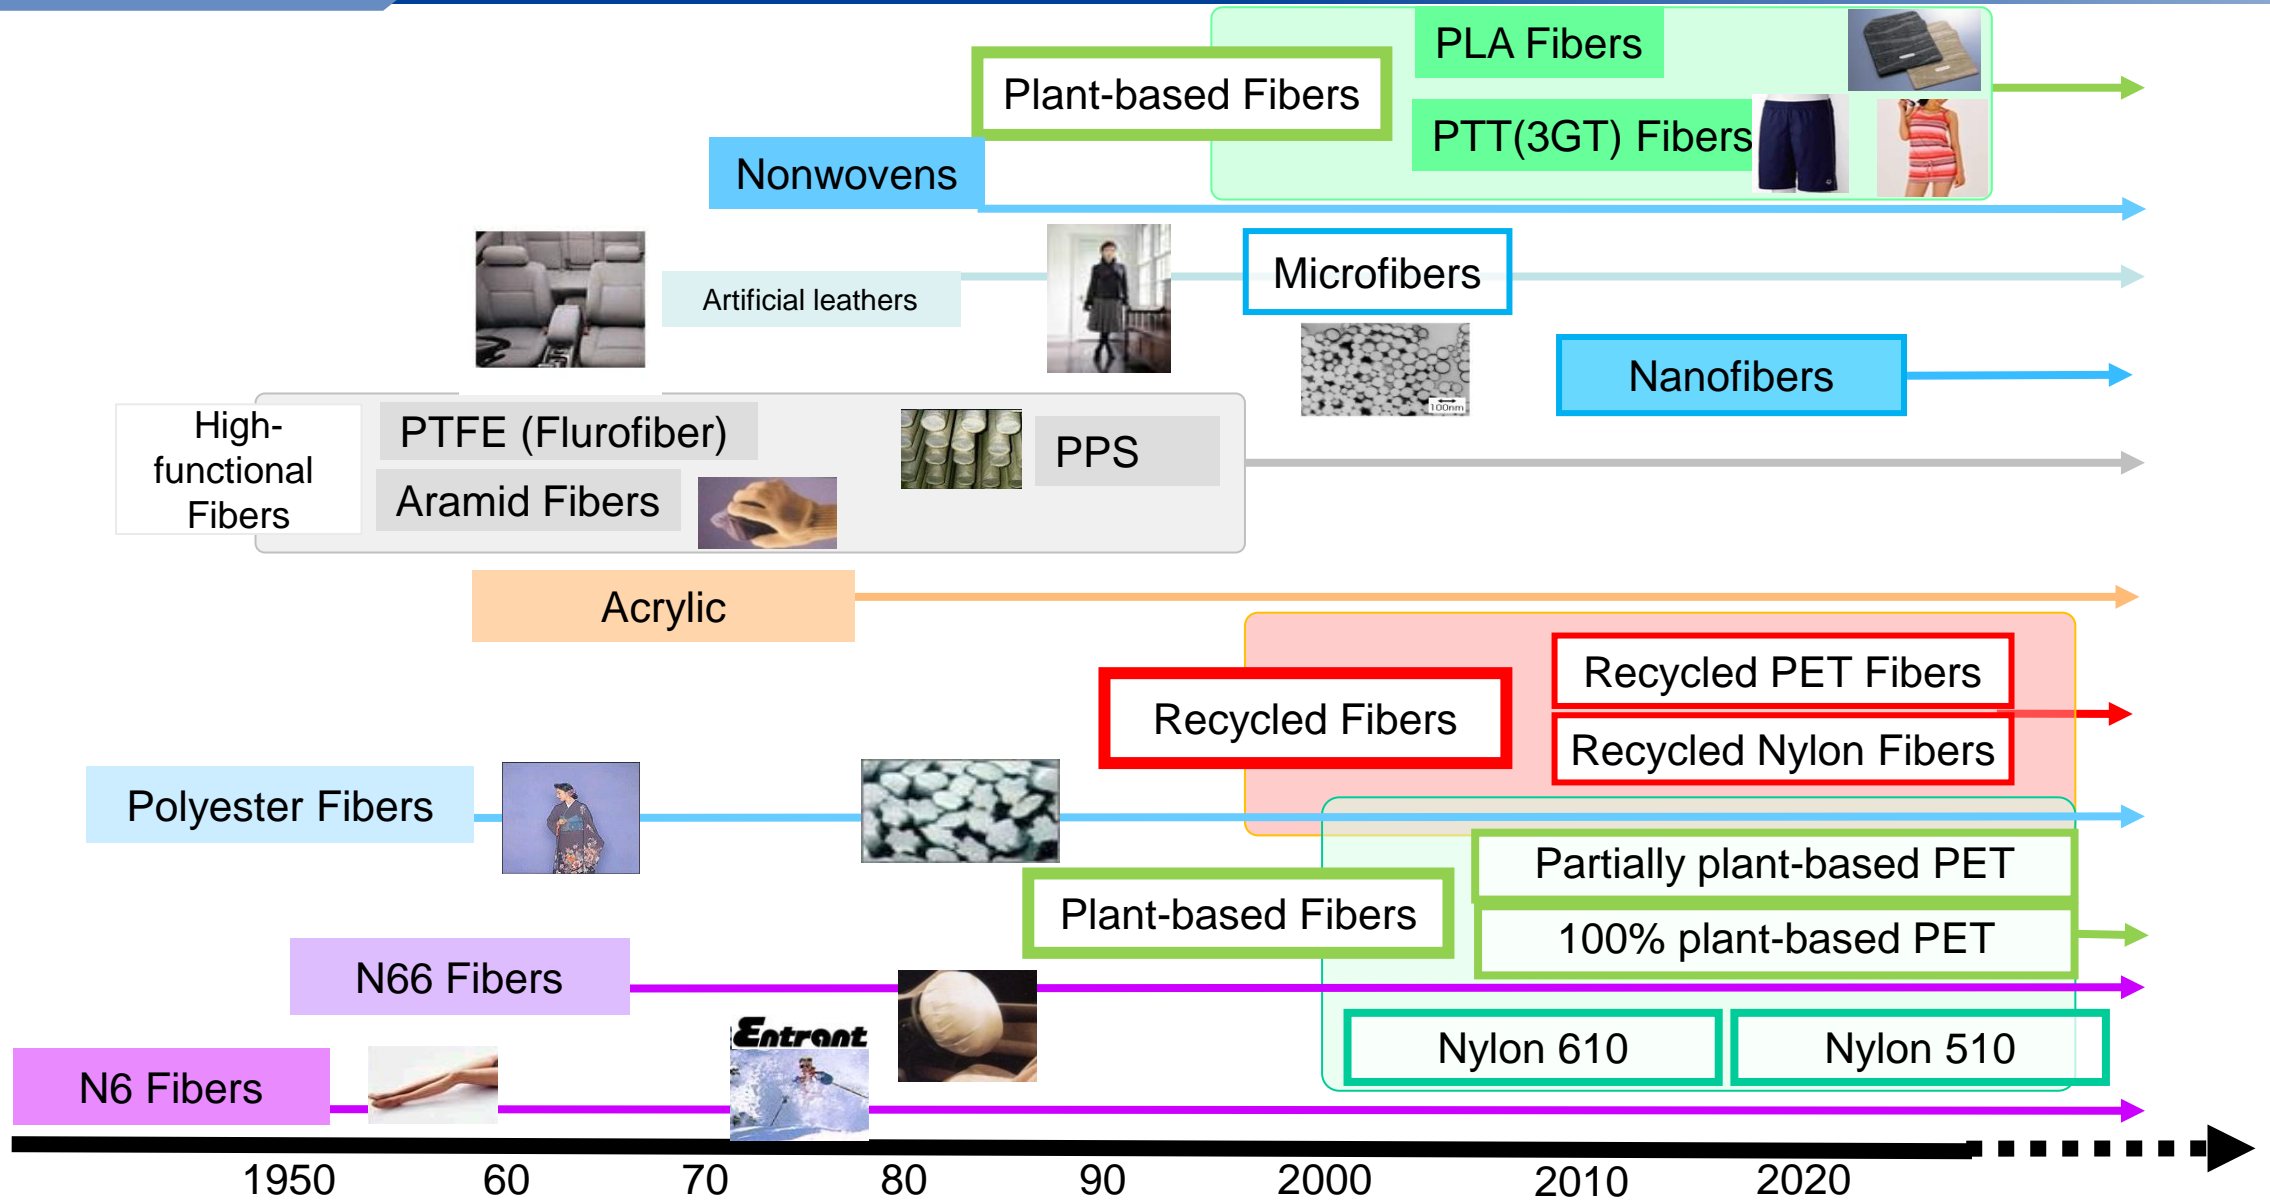 PLA Fibers
Plant-based Fibers
PTT(3GT) Fibers
Nonwovens
Microfibers
Artificial leathers
100nm
Nanofibers
High-
functional
Fibers
PTFE (Flurofiber)
PPS
Aramid Fibers
Acrylic
Recycled PET Fibers
Recycled Fibers
Recycled Nylon Fibers
Polyester Fibers
Partially plant-based PET
Plant-based Fibers
100% plant-based PET
N66 Fibers
Entrant
Nylon 610
Nylon 510
N6 Fibers
1950 60 70 80 90 2000 2010 2020